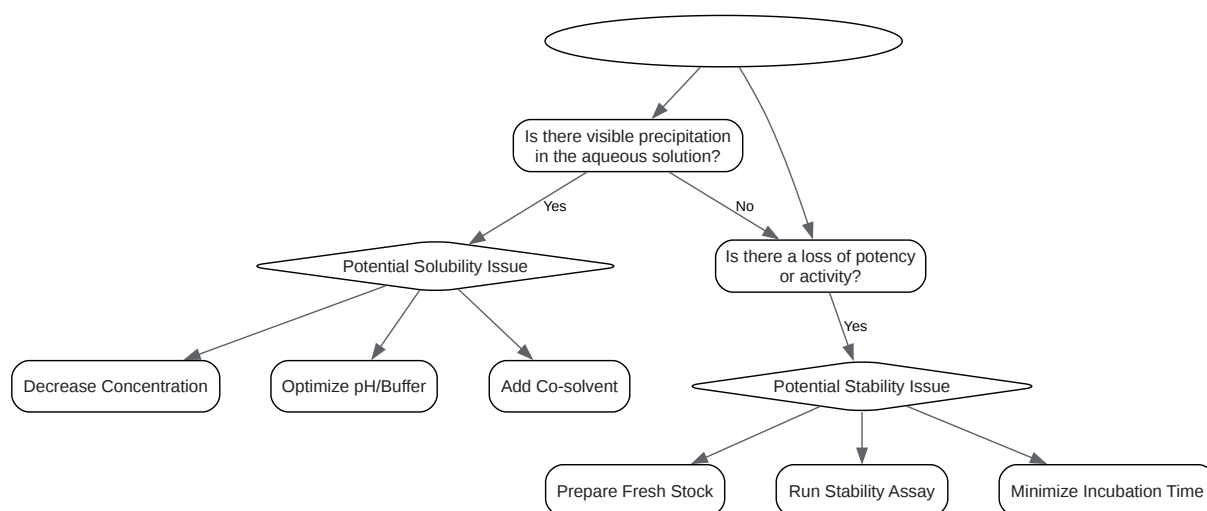 Is there visible precipitation
in the aqueous solution?
Yes
No
Potential Solubility Issue
Is there a loss of potency
or activity?
Yes
Decrease Concentration
Optimize pH/Buffer
Add Co-solvent
Potential Stability Issue
Prepare Fresh Stock
Run Stability Assay
Minimize Incubation Time